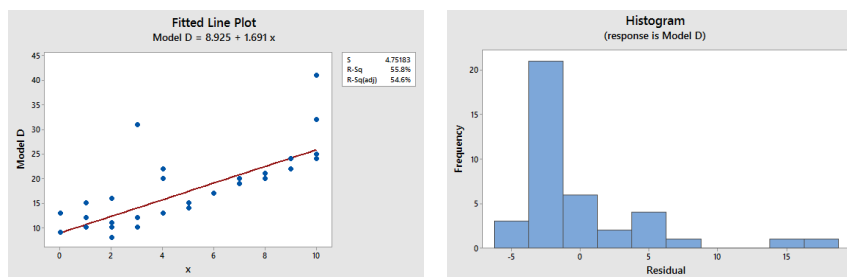 Fitted Line Plot
Model D = 8.925 + 1.691 x
S 4.75183
R-Sq 55.8%
R-Sq(adj) 54.6%
45
40
35
30
25
20
15
10
Model D
0 2 4 6 8 10
x
Histogram
(response is Model D)
20
15
10
5
0
Frequency
-5 0 5 10 15
Residual